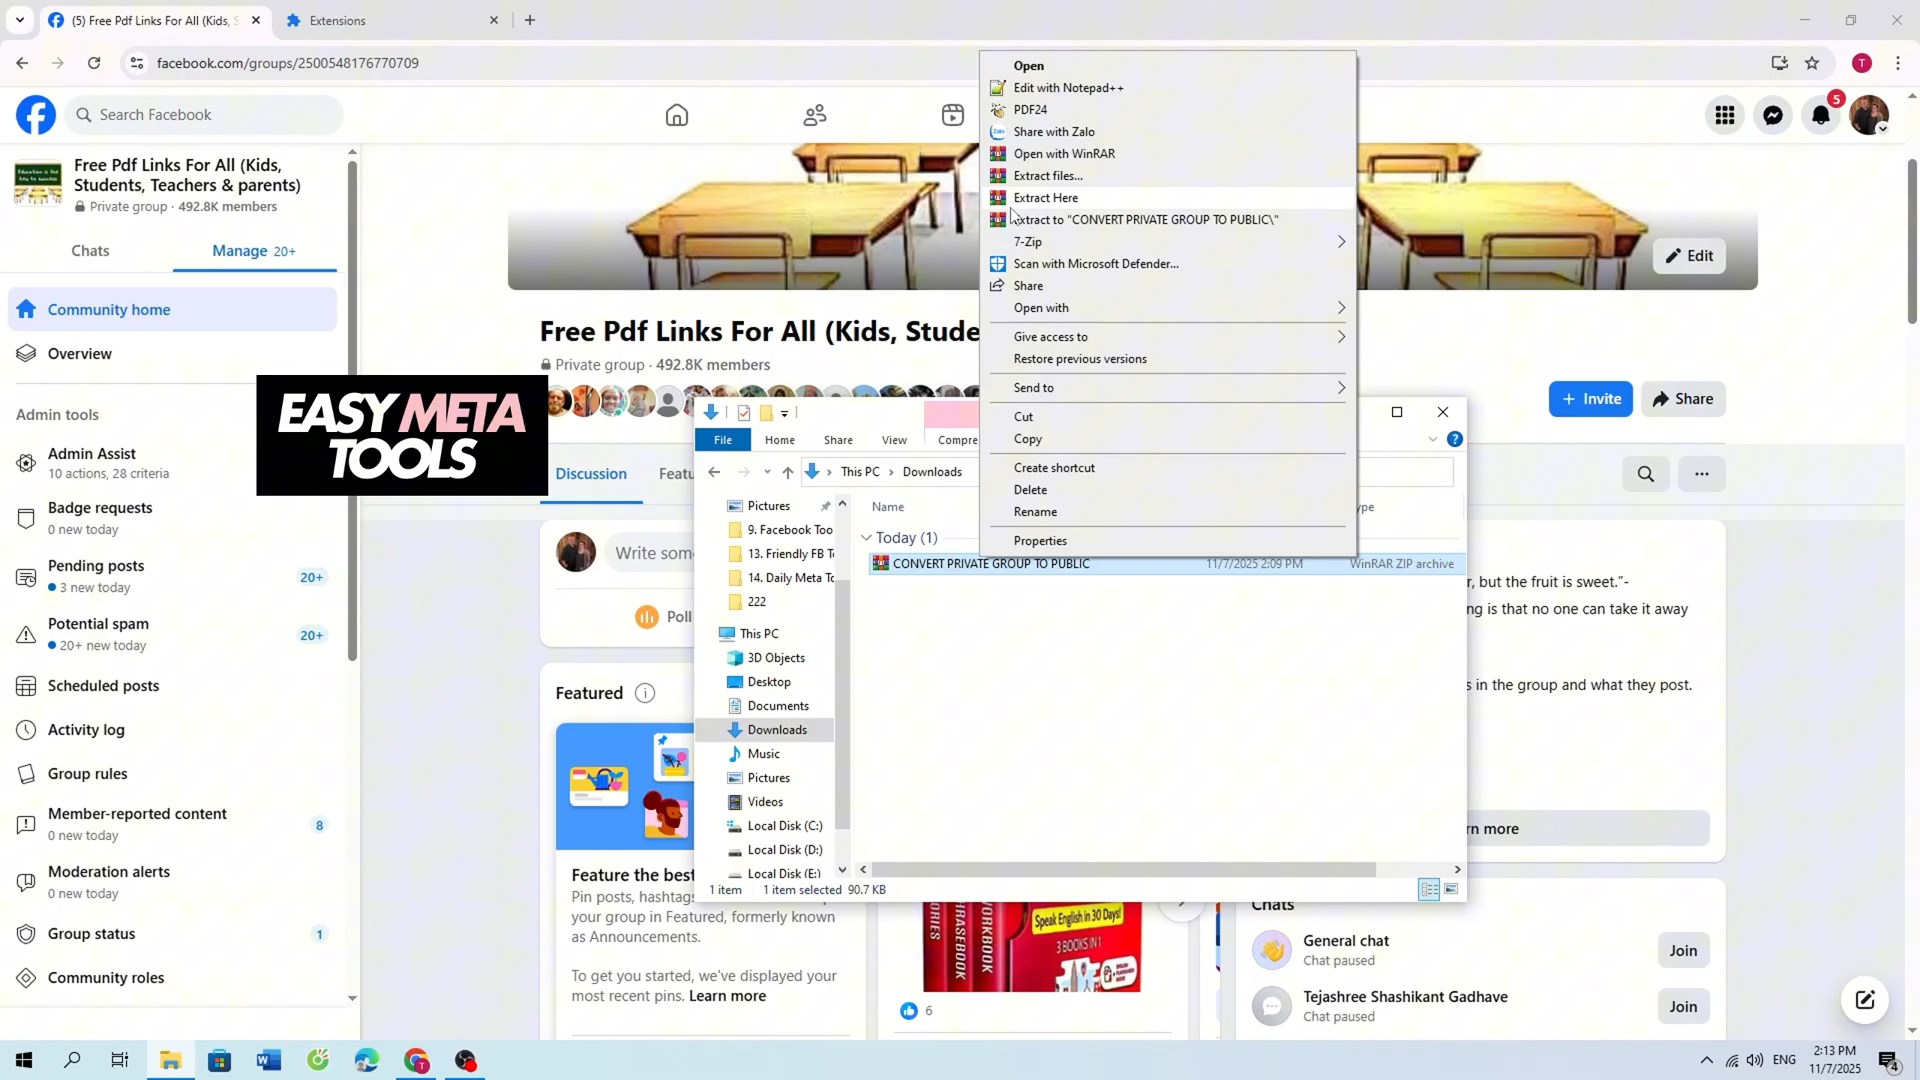 (5) Free Pdf Links For All (Kids, S
Extensions
facebook.com/groups/2500548176770709
T
Search Facebook
5
Free Pdf Links For All (Kids,
Students, Teachers & parents)
Private group · 492.8K members
Chats
Manage 20+
Community home
Overview
Admin tools
Admin Assist
10 actions, 28 criteria
Badge requests
0 new today
Pending posts
3 new today
20+
Potential spam
20+ new today
20+
Scheduled posts
Activity log
Group rules
Member-reported content
0 new today
8
Moderation alerts
0 new today
Group status
1
Community roles
EASY META
TOOLS
Edit
Free Pdf Links For All (Kids, Stude
Private group · 492.8K members
Invite
Share
Discussion
Featu
Write som
Poll
Featured
Feature the best
Pin posts, hashtags
your group in Featured, formerly known
as Announcements.
To get you started, we've displayed your
most recent pins. Learn more
Open
Edit with Notepad++
PDF24
Share with Zalo
Open with WinRAR
Extract files...
Extract Here
Extract to "CONVERT PRIVATE GROUP TO PUBLIC\"
7-Zip
Scan with Microsoft Defender...
Share
Open with
Give access to
Restore previous versions
Send to
Cut
Copy
Create shortcut
Delete
Rename
Properties
File
Home
Share
View
Compre
This PC
Downloads
Pictures
9. Facebook Too
13. Friendly FB T
14. Daily Meta To
222
This PC
3D Objects
Desktop
Documents
Downloads
Music
Pictures
Videos
Local Disk (C:)
Local Disk (D:)
Local Disk (E:)
Name
ype
Today (1)
CONVERT PRIVATE GROUP TO PUBLIC
11/7/2025 2:09 PM
WinRAR ZIP archive
1 item
1 item selected 90.7 KB
r, but the fruit is sweet."-
ng is that no one can take it away
s in the group and what they post.
rn more
ORIES
HRASEBOOK
WORKBOOK
Speak English in 30 Days!
3 BOOKS IN 1
6
Chats
General chat
Chat paused
Join
Tejashree Shashikant Gadhave
Chat paused
Join
ENG
2:13 PM
11/7/2025
4